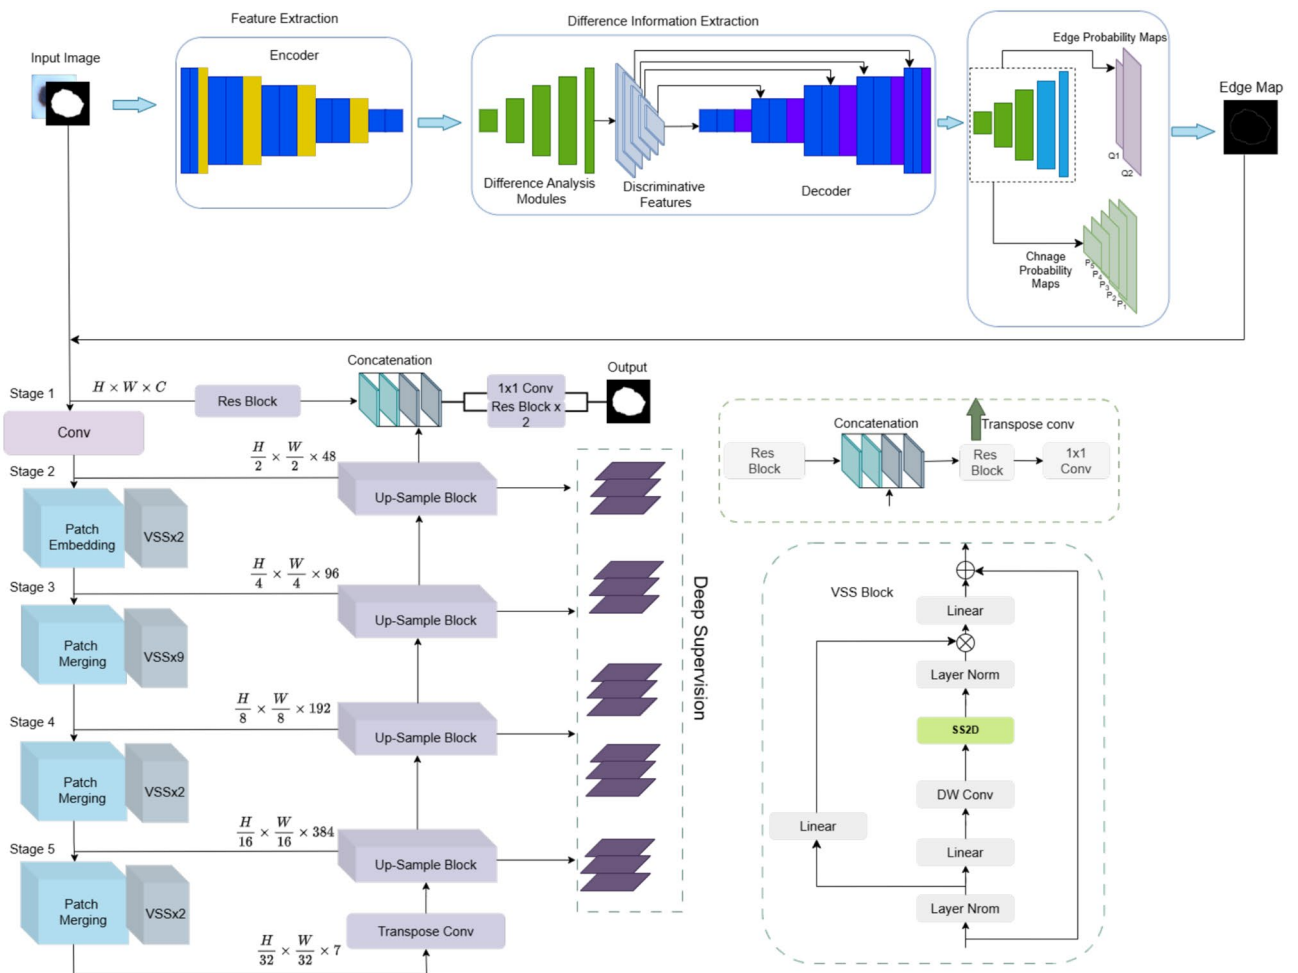 Feature Extraction
Difference Information Extraction
Input Image
Encoder
Edge Probability Maps
Edge Map
Q1
Q2
Difference Analysis
Modules
Discriminative
Features
Decoder
Chnage
Probability
Maps
P5
P4
P3
P2
P1
Stage 1
H × W × C
Res Block
Concatenation
1x1 Conv
Res Block x
2
Output
Conv
Stage 2
H/2 × W/2 × 48
Up-Sample Block
Patch
Embedding
VSSx2
Stage 3
H/4 × W/4 × 96
Up-Sample Block
Patch
Merging
VSSx9
Stage 4
H/8 × W/8 × 192
Up-Sample Block
Patch
Merging
VSSx2
Stage 5
H/16 × W/16 × 384
Up-Sample Block
Patch
Merging
VSSx2
Transpose Conv
H/32 × W/32 × 7
Deep Supervision
Transpose conv
Concatenation
Res
Block
Res
Block
1x1
Conv
VSS Block
Linear
Layer Norm
SS2D
DW Conv
Linear
Linear
Layer Nrom